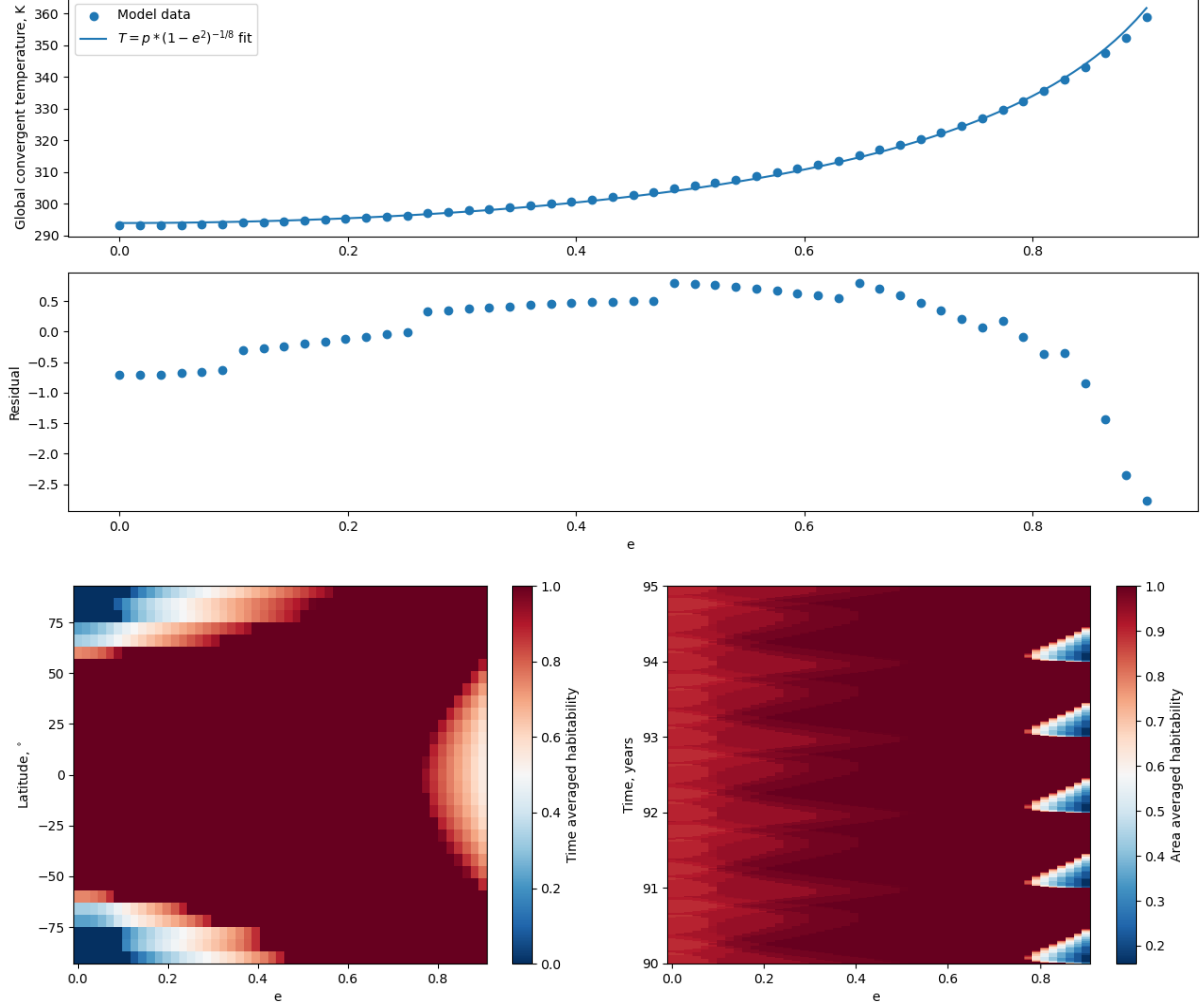 Global convergent temperature, K
360
350
340
330
320
310
300
290
Model data
T = p * (1 − e²)^{−1/8} fit
0.0 0.2 0.4 0.6 0.8
Residual
0.5
0.0
−0.5
−1.0
−1.5
−2.0
−2.5
0.0 0.2 0.4 0.6 0.8
e
Latitude, °
75
50
25
0
−25
−50
−75
0.0 0.2 0.4 0.6 0.8
e
1.0
0.8
0.6
0.4
0.2
0.0
Time averaged habitability
Time, years
95
94
93
92
91
90
0.0 0.2 0.4 0.6 0.8
e
1.0
0.9
0.8
0.7
0.6
0.5
0.4
0.3
0.2
Area averaged habitability